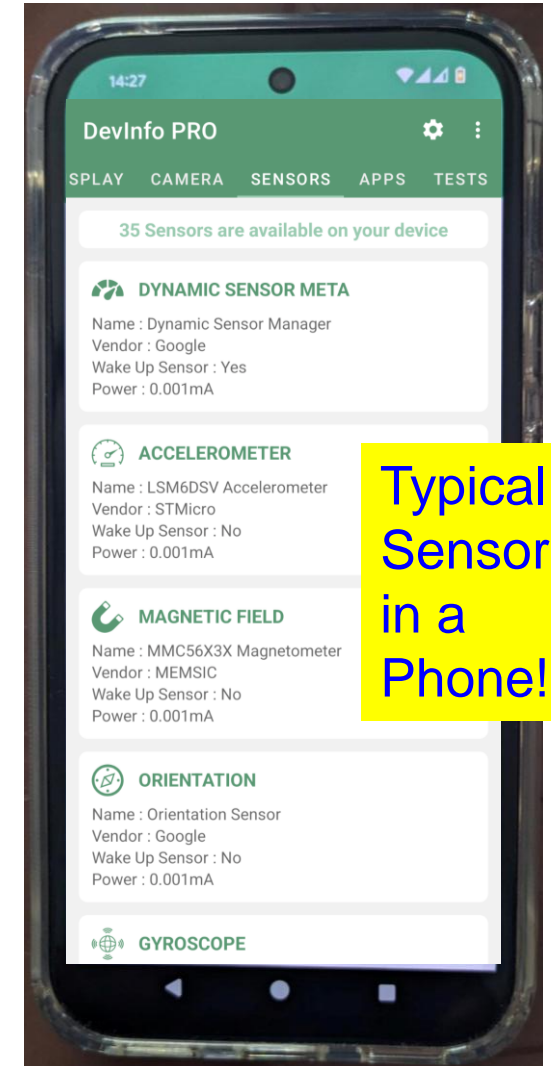 14:27
DevInfo PRO
SPLAY CAMERA SENSORS APPS TESTS
35 Sensors are available on your device
DYNAMIC SENSOR META
Name : Dynamic Sensor Manager
Vendor : Google
Wake Up Sensor : Yes
Power : 0.001mA
ACCELEROMETER
Name : LSM6DSV Accelerometer
Vendor : STMicro
Wake Up Sensor : No
Power : 0.001mA
MAGNETIC FIELD
Name : MMC56X3X Magnetometer
Vendor : MEMSIC
Wake Up Sensor : No
Power : 0.001mA
ORIENTATION
Name : Orientation Sensor
Vendor : Google
Wake Up Sensor : No
Power : 0.001mA
GYROSCOPE
Typical
Sensor
in a
Phone!